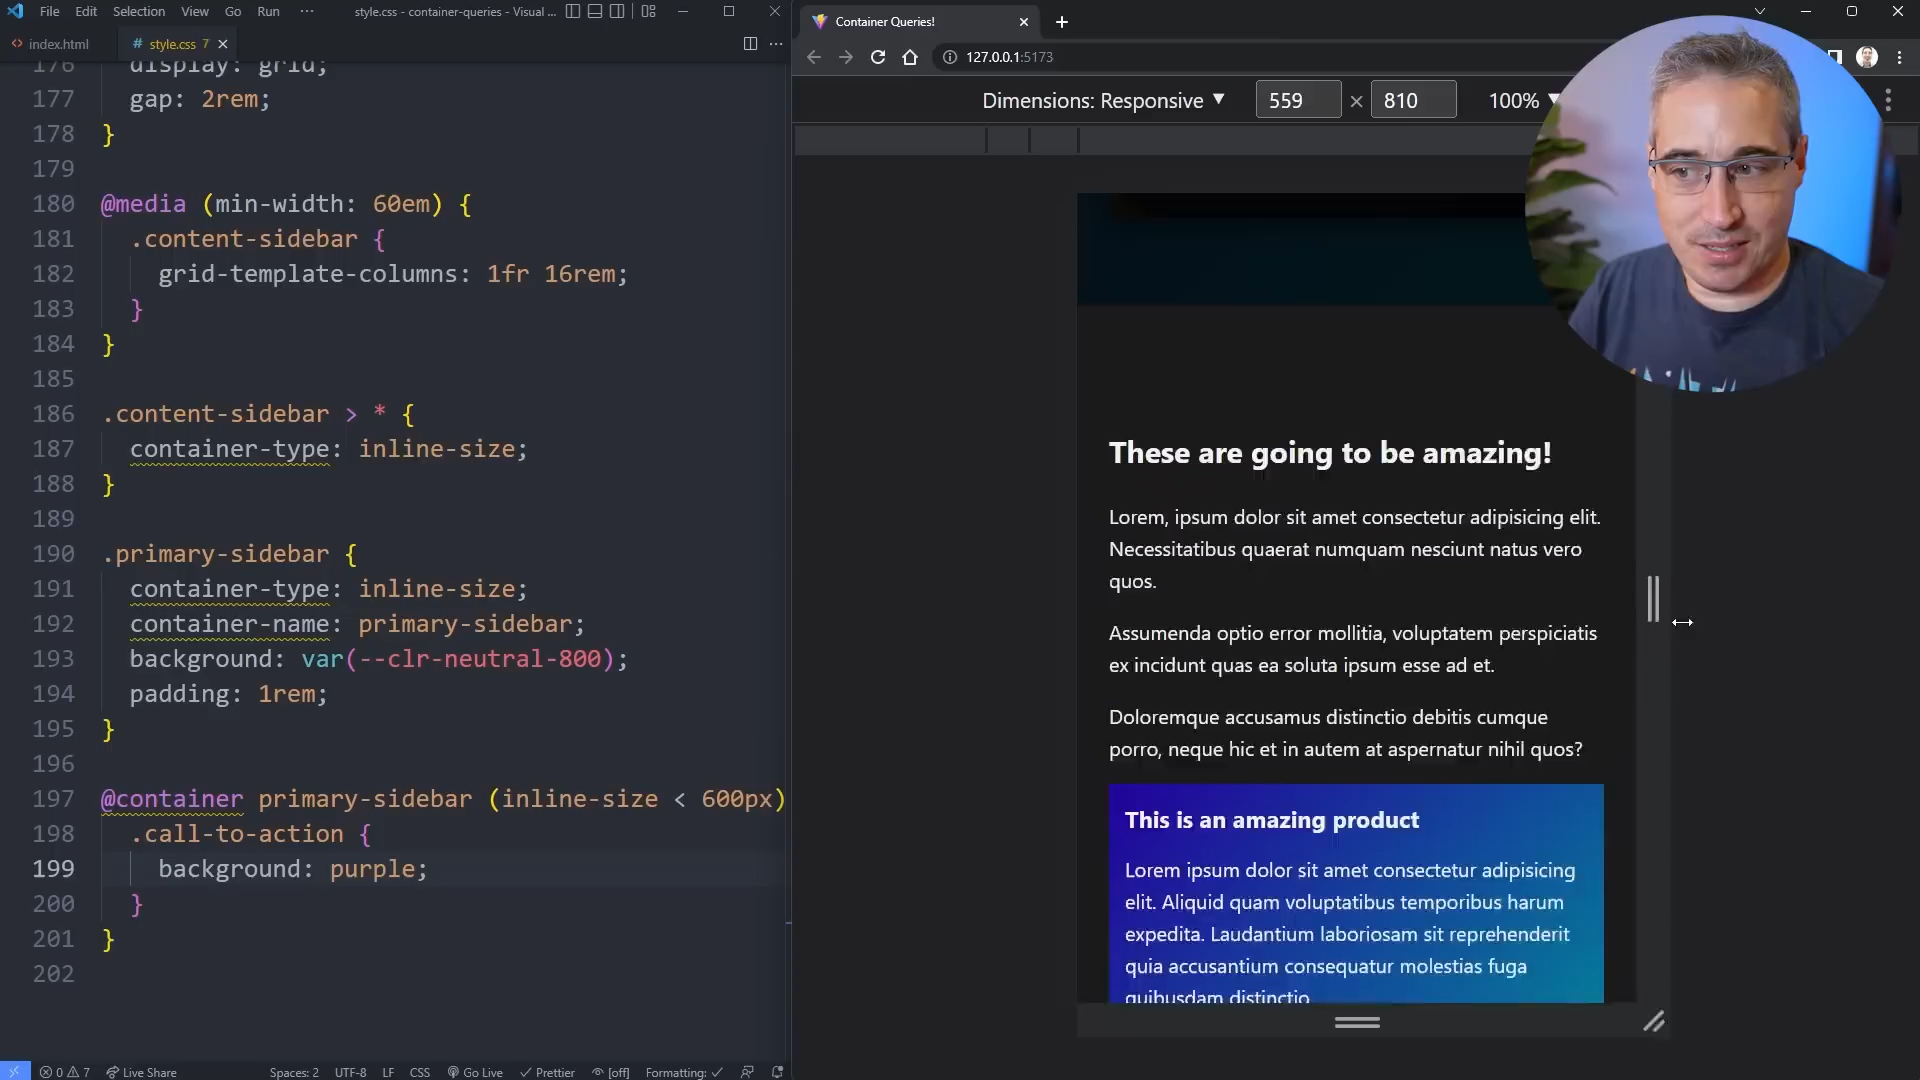 File Edit Selection View Go Run ··· style.css - container-queries - Visual ...
index.html
# style.css 7
176 display: grid;
177 gap: 2rem;
178 }
179
180 @media (min-width: 60em) {
181 .content-sidebar {
182 grid-template-columns: 1fr 16rem;
183 }
184 }
185
186 .content-sidebar > * {
187 container-type: inline-size;
188 }
189
190 .primary-sidebar {
191 container-type: inline-size;
192 container-name: primary-sidebar;
193 background: var(--clr-neutral-800);
194 padding: 1rem;
195 }
196
197 @container primary-sidebar (inline-size < 600px)
198 .call-to-action {
199 background: purple;
200 }
201 }
202
0 7 Live Share Spaces: 2 UTF-8 LF CSS Go Live Prettier [off] Formatting:
Container Queries!
127.0.0.1:5173
Dimensions: Responsive 559 × 810 100%
These are going to be amazing!
Lorem, ipsum dolor sit amet consectetur adipisicing elit.
Necessitatibus quaerat numquam nesciunt natus vero
quos.
Assumenda optio error mollitia, voluptatem perspiciatis
ex incidunt quas ea soluta ipsum esse ad et.
Doloremque accusamus distinctio debitis cumque
porro, neque hic et in autem at aspernatur nihil quos?
This is an amazing product
Lorem ipsum dolor sit amet consectetur adipisicing
elit. Aliquid quam voluptatibus temporibus harum
expedita. Laudantium laboriosam sit reprehenderit
quia accusantium consequatur molestias fuga
quibusdam distinctio